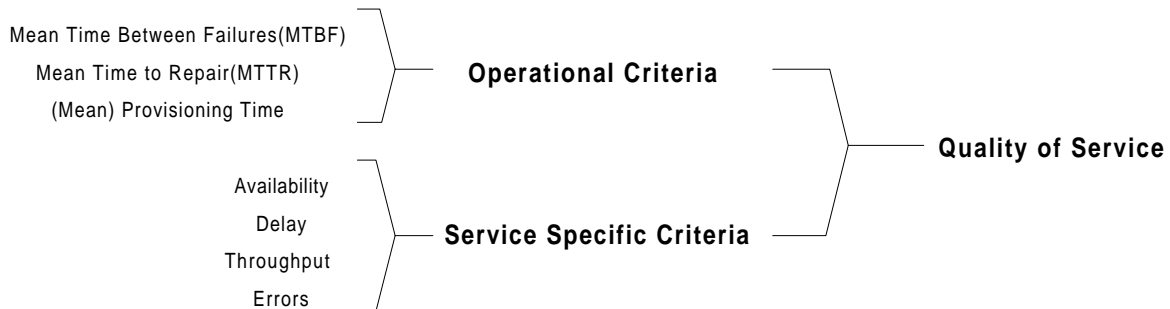 Mean Time Between Failures(MTBF)
Mean Time to Repair(MTTR)
(Mean) Provisioning Time
Operational Criteria
Quality of Service
Availability
Delay
Throughput
Errors
Service Specific Criteria